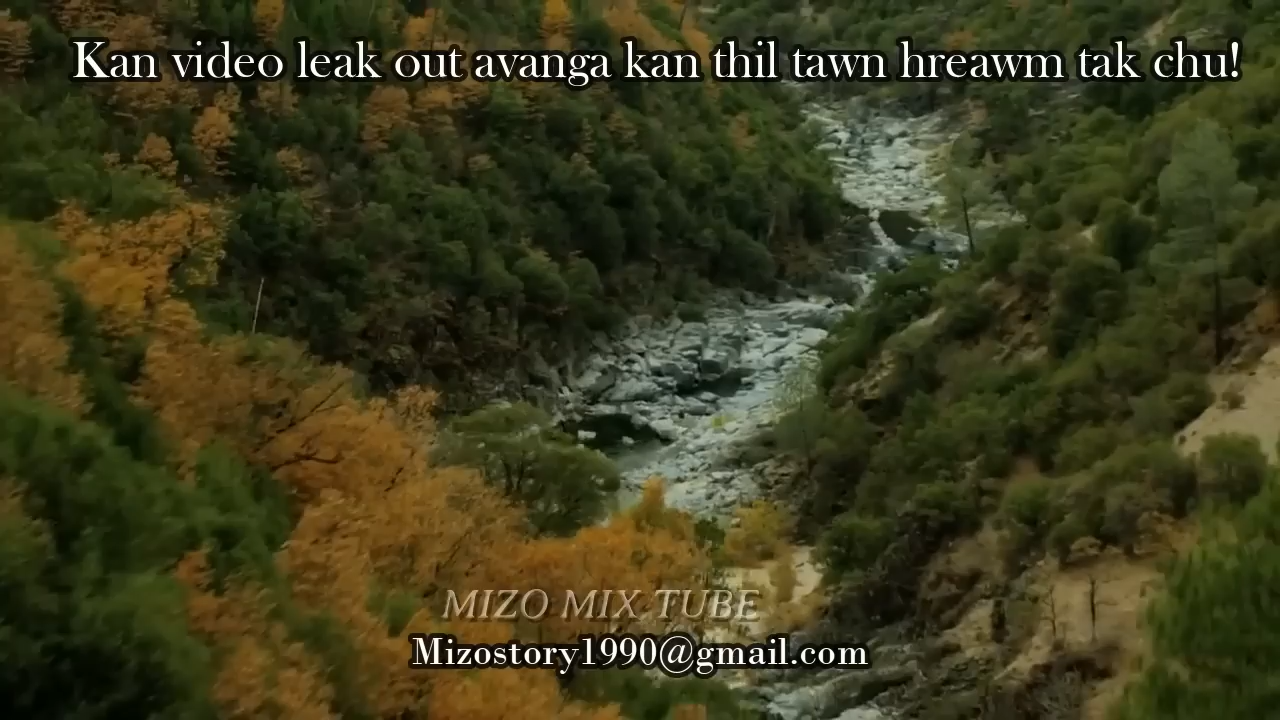 Kan video leak out avanga kan thil tawn hreawm tak chu!
MIZO MIX TUBE
Mizostory1990@gmail.com